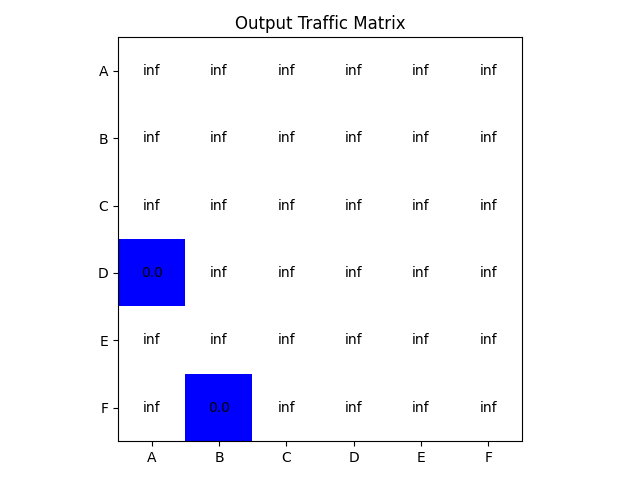 Output Traffic Matrix
A inf inf inf inf inf inf
B inf inf inf inf inf inf
C inf inf inf inf inf inf
D 0.0 inf inf inf inf inf
E inf inf inf inf inf inf
F inf 0.0 inf inf inf inf
A B C D E F